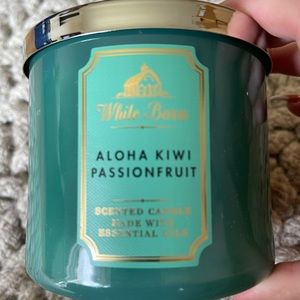 White Barn
ALOHA KIWI
PASSIONFRUIT
SCENTED CANDLE
MADE WITH
ESSENTIAL OILS